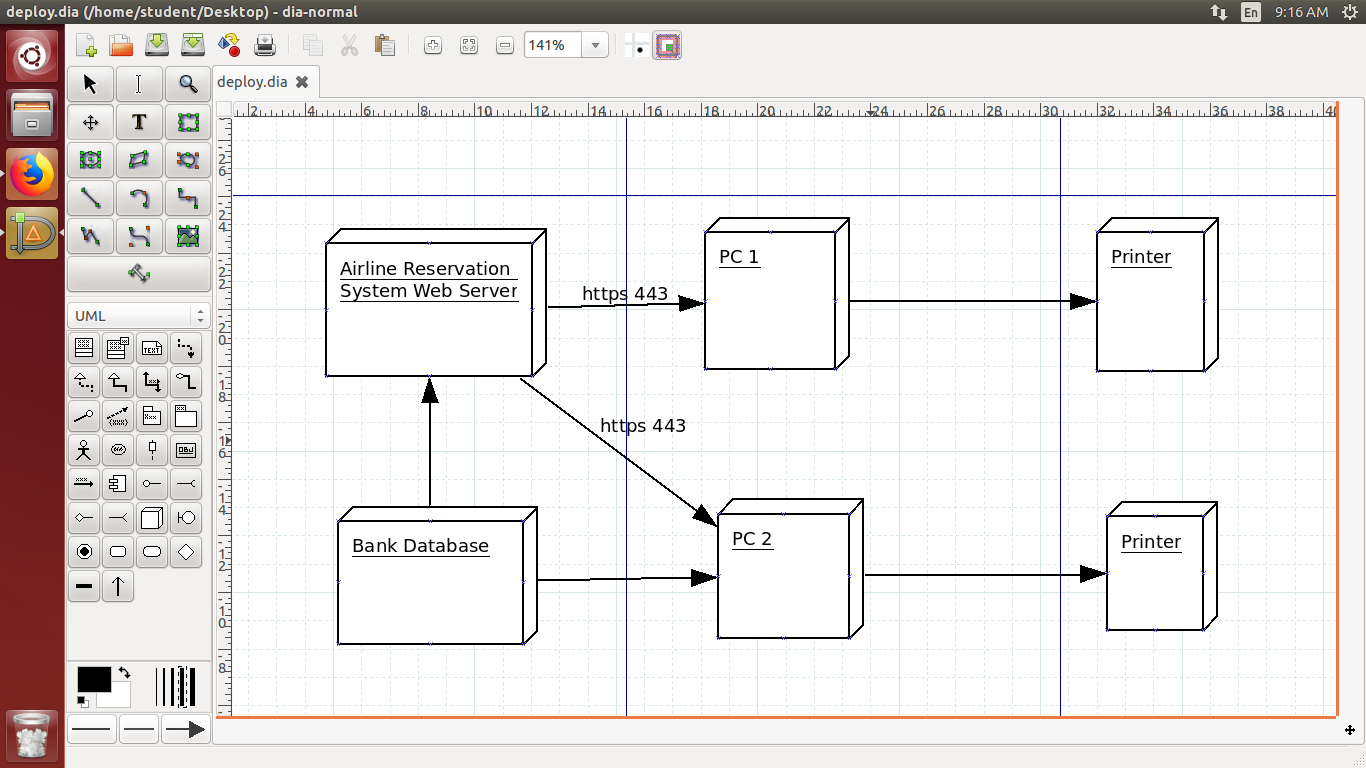 deploy.dia (/home/student/Desktop) - dia-normal
En
9:16 AM
141%
deploy.dia
2 4 6 8 10 12 14 16 18 20 22 24 26 28 30 32 34 36 38
T
UML
Airline Reservation
System Web Server
https 443
PC 1
Printer
https 443
Bank Database
PC 2
Printer